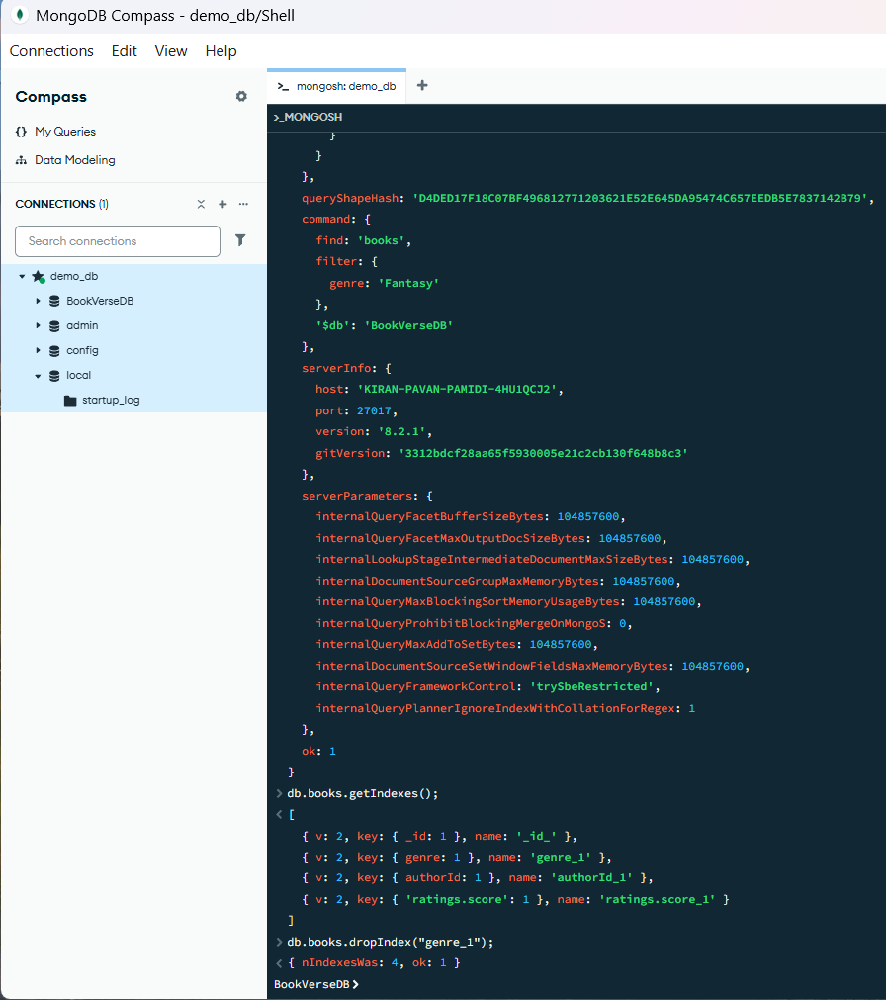 MongoDB Compass - demo_db/Shell
Connections Edit View Help
Compass
My Queries
Data Modeling
CONNECTIONS (1)
Search connections
demo_db
BookVerseDB
admin
config
local
startup_log
mongosh: demo_db
>_MONGOSH
}
}
},
queryShapeHash: 'D4DED17F18C07BF496812771203621E52E645DA95474C657EEDB5E7837142B79',
command: {
find: 'books',
filter: {
genre: 'Fantasy'
},
'$db': 'BookVerseDB'
},
serverInfo: {
host: 'KIRAN-PAVAN-PAMIDI-4HU1QCJ2',
port: 27017,
version: '8.2.1',
gitVersion: '3312bdcf28aa65f5930005e21c2cb130f648b8c3'
},
serverParameters: {
internalQueryFacetBufferSizeBytes: 104857600,
internalQueryFacetMaxOutputDocSizeBytes: 104857600,
internalLookupStageIntermediateDocumentMaxSizeBytes: 104857600,
internalDocumentSourceGroupMaxMemoryBytes: 104857600,
internalQueryMaxBlockingSortMemoryUsageBytes: 104857600,
internalQueryProhibitBlockingMergeOnMongoS: 0,
internalQueryMaxAddToSetBytes: 104857600,
internalDocumentSourceSetWindowFieldsMaxMemoryBytes: 104857600,
internalQueryFrameworkControl: 'trySbeRestricted',
internalQueryPlannerIgnoreIndexWithCollationForRegex: 1
},
ok: 1
}
> db.books.getIndexes();
< [
{ v: 2, key: { _id: 1 }, name: '_id_' },
{ v: 2, key: { genre: 1 }, name: 'genre_1' },
{ v: 2, key: { authorId: 1 }, name: 'authorId_1' },
{ v: 2, key: { 'ratings.score': 1 }, name: 'ratings.score_1' }
]
> db.books.dropIndex("genre_1");
< { nIndexesWas: 4, ok: 1 }
BookVerseDB>